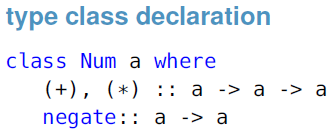 type class declaration
class Num a where
(+), (*) :: a -> a -> a
negate:: a -> a